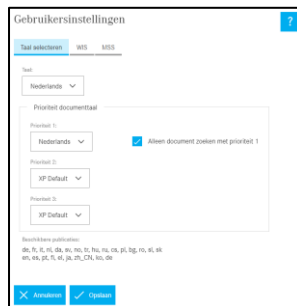 Gebruikersinstellingen
?
Taal selecteren WIS MSS
Taal:
Nederlands
Prioriteit documenttaal
Prioriteit 1:
Nederlands
Alleen document zoeken met prioriteit 1
Prioriteit 2:
XP Default
Prioriteit 3:
XP Default
Beschikbare publicaties:
de, fr, it, nl, da, sv, no, tr, hu, ru, cs, pl, bg, ro, sl, sk
en, es, pt, fi, el, ja, zh_CN, ko, de
Annuleren Opslaan